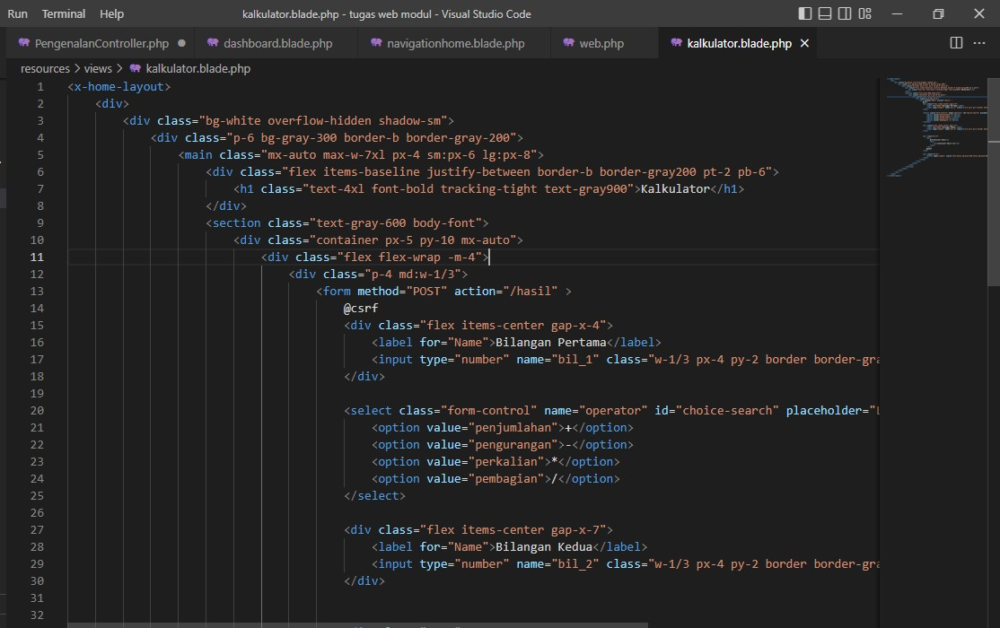 Run Terminal Help kalkulator.blade.php - tugas web modul - Visual Studio Code
PengenalanController.php dashboard.blade.php navigationhome.blade.php web.php kalkulator.blade.php
resources > views > kalkulator.blade.php
1 <x-home-layout>
2 <div>
3 <div class="bg-white overflow-hidden shadow-sm">
4 <div class="p-6 bg-gray-300 border-b border-gray-200">
5 <main class="mx-auto max-w-7xl px-4 sm:px-6 lg:px-8">
6 <div class="flex items-baseline justify-between border-b border-gray200 pt-2 pb-6">
7 <h1 class="text-4xl font-bold tracking-tight text-gray900">Kalkulator</h1>
8 </div>
9 <section class="text-gray-600 body-font">
10 <div class="container px-5 py-10 mx-auto">
11 <div class="flex flex-wrap -m-4">
12 <div class="p-4 md:w-1/3">
13 <form method="POST" action="/hasil" >
14 @csrf
15 <div class="flex items-center gap-x-4">
16 <label for="Name">Bilangan Pertama</label>
17 <input type="number" name="bil_1" class="w-1/3 px-4 py-2 border border-gra
18 </div>
19
20 <select class="form-control" name="operator" id="choice-search" placeholder="
21 <option value="penjumlahan">+</option>
22 <option value="pengurangan">-</option>
23 <option value="perkalian">*</option>
24 <option value="pembagian">/</option>
25 </select>
26
27 <div class="flex items-center gap-x-7">
28 <label for="Name">Bilangan Kedua</label>
29 <input type="number" name="bil_2" class="w-1/3 px-4 py-2 border border-gra
30 </div>
31
32